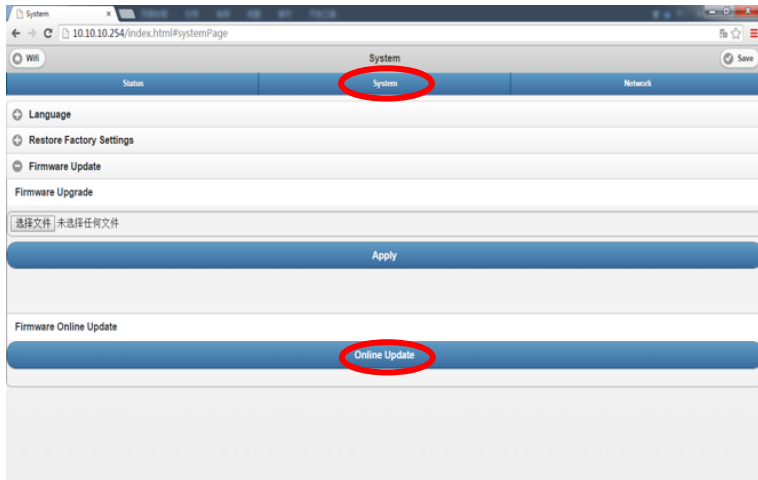 System
10.10.10.254/index.html#systemPage
Wifi
System
Save
Status
System
Network
Language
Restore Factory Settings
Firmware Update
Firmware Upgrade
选择文件 未选择任何文件
Apply
Firmware Online Update
Online Update